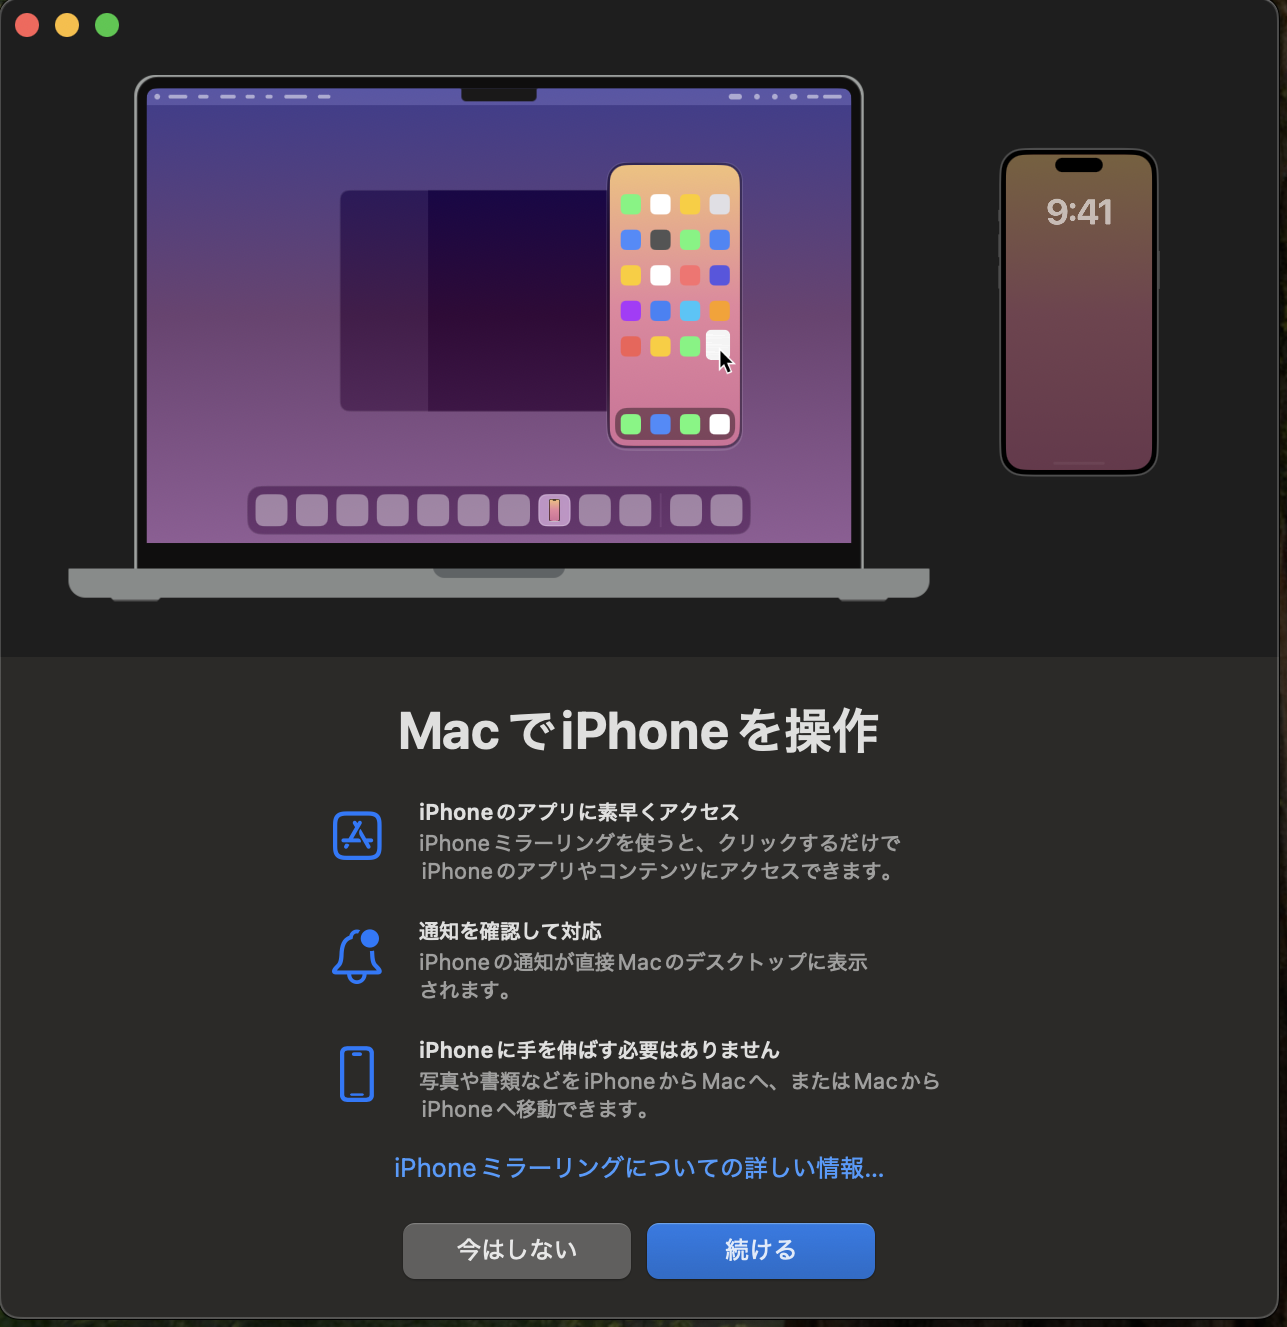 9:41
MacでiPhoneを操作
iPhoneのアプリに素早くアクセス
iPhoneミラーリングを使うと、クリックするだけで
iPhoneのアプリやコンテンツにアクセスできます。
通知を確認して対応
iPhoneの通知が直接Macのデスクトップに表示
されます。
iPhoneに手を伸ばす必要はありません
写真や書類などをiPhoneからMacへ、またはMacから
iPhoneへ移動できます。
iPhoneミラーリングについての詳しい情報...
今はしない
続ける